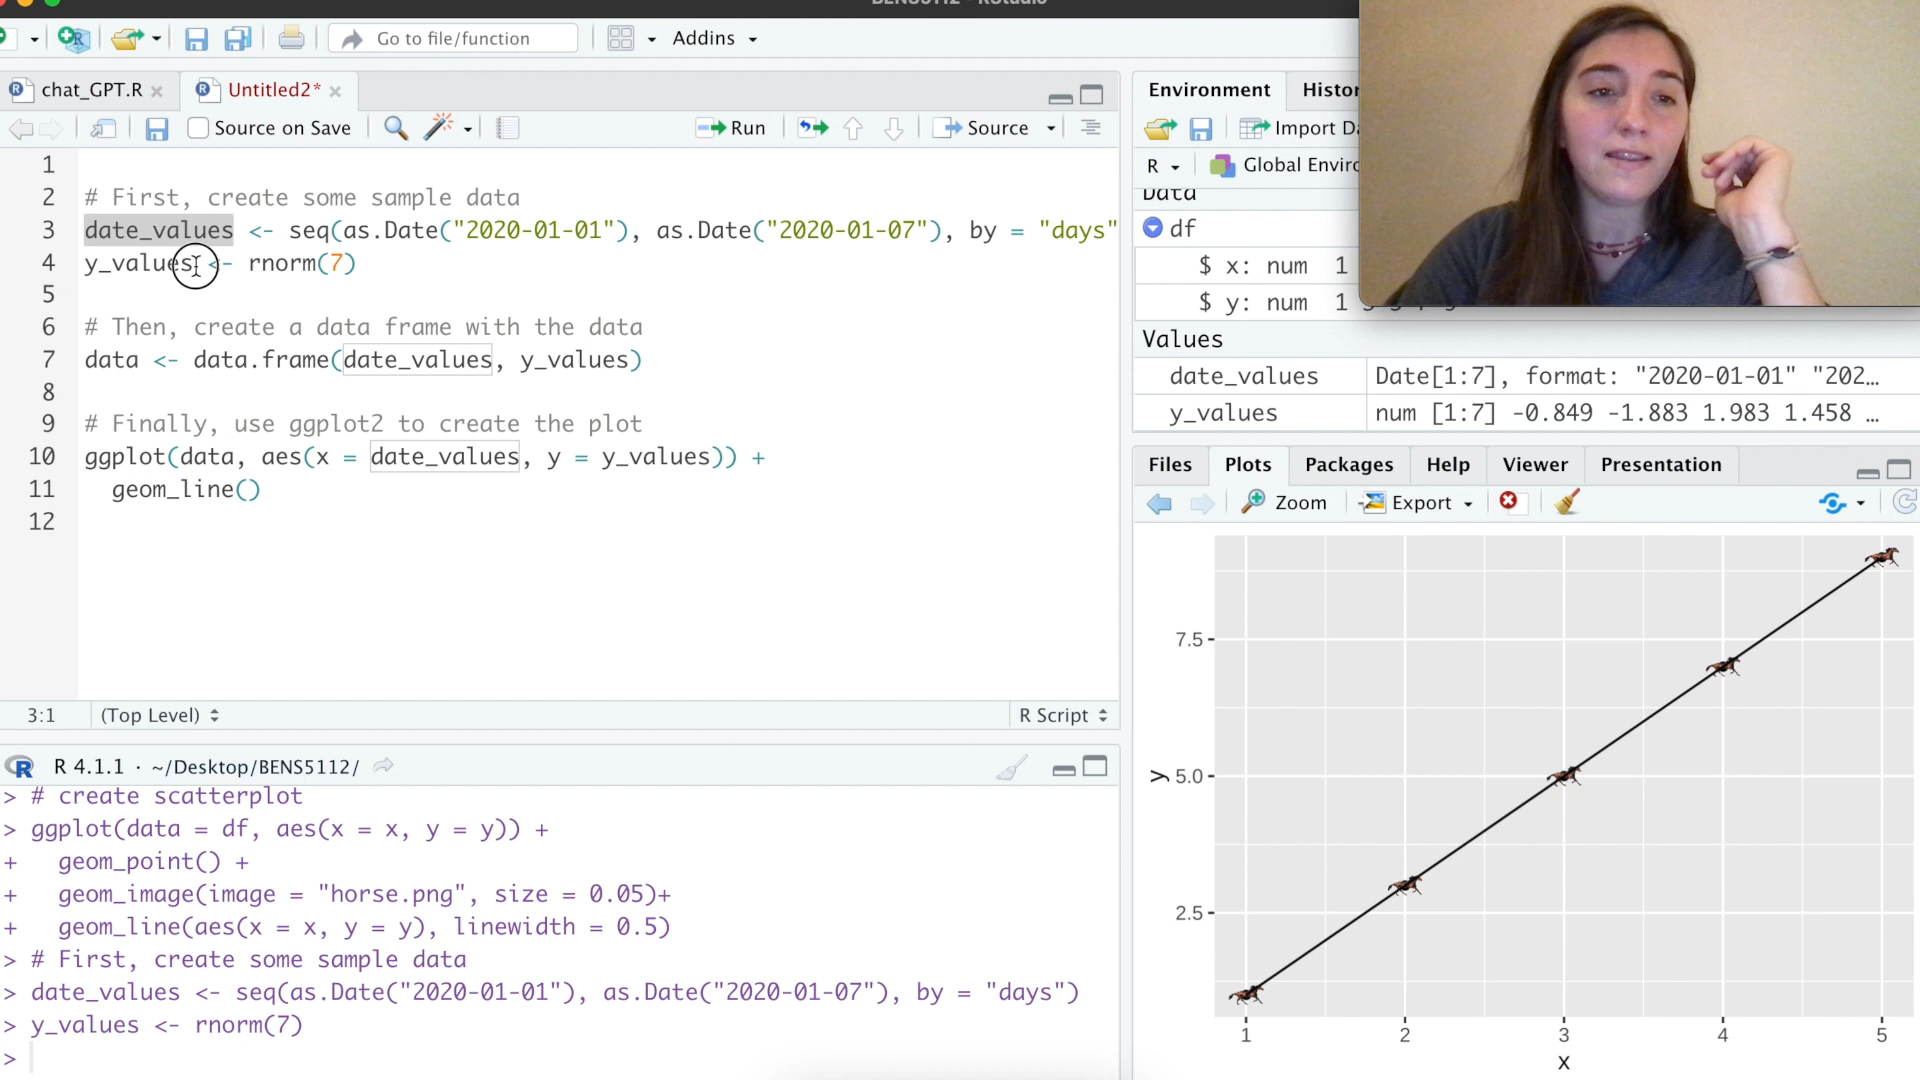 Go to file/function
Addins
chat_GPT.R
Untitled2*
Source on Save
Run
Source
1
2 # First, create some sample data
3 date_values <- seq(as.Date("2020-01-01"), as.Date("2020-01-07"), by = "days"
4 y_values <- rnorm(7)
5
6 # Then, create a data frame with the data
7 data <- data.frame(date_values, y_values)
8
9 # Finally, use ggplot2 to create the plot
10 ggplot(data, aes(x = date_values, y = y_values)) +
11 geom_line()
12
3:1 (Top Level) R Script
R 4.1.1 · ~/Desktop/BENS5112/
> # create scatterplot
> ggplot(data = df, aes(x = x, y = y)) +
+ geom_point() +
+ geom_image(image = "horse.png", size = 0.05)+
+ geom_line(aes(x = x, y = y), linewidth = 0.5)
> # First, create some sample data
> date_values <- seq(as.Date("2020-01-01"), as.Date("2020-01-07"), by = "days")
> y_values <- rnorm(7)
>
Environment Histor
Import Da
R Global Enviro
Data
df
$ x: num 1
$ y: num 1
Values
date_values Date[1:7], format: "2020-01-01" "202…
y_values num [1:7] -0.849 -1.883 1.983 1.458 …
Files Plots Packages Help Viewer Presentation
Zoom Export
7.5
5.0
2.5
y
1 2 3 4 5
x